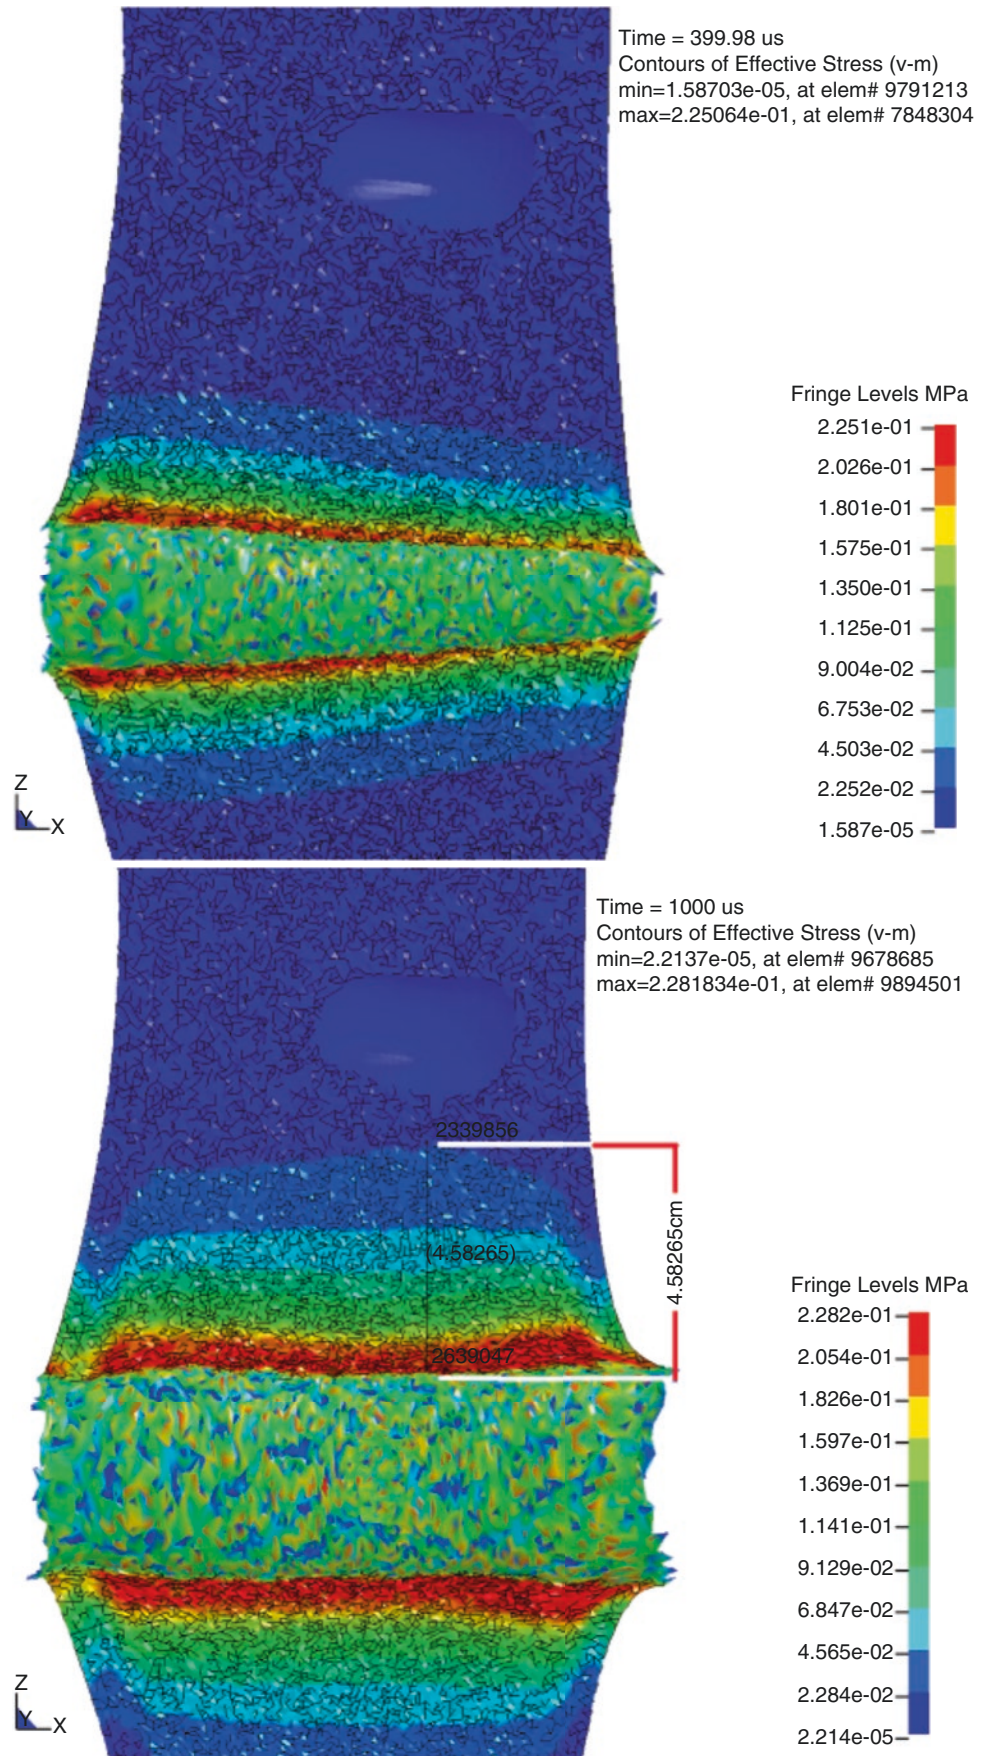 Time = 399.98 us
Contours of Effective Stress (v-m)
min=1.58703e-05, at elem# 9791213
max=2.25064e-01, at elem# 7848304
Fringe Levels MPa
2.251e-01
2.026e-01
1.801e-01
1.575e-01
1.350e-01
1.125e-01
9.004e-02
6.753e-02
4.503e-02
2.252e-02
1.587e-05
Z
Y
X
Time = 1000 us
Contours of Effective Stress (v-m)
min=2.2137e-05, at elem# 9678685
max=2.281834e-01, at elem# 9894501
2339856
(4.58265)
4.58265cm
2639047
Fringe Levels MPa
2.282e-01
2.054e-01
1.826e-01
1.597e-01
1.369e-01
1.141e-01
9.129e-02
6.847e-02
4.565e-02
2.284e-02
2.214e-05
Z
Y
X